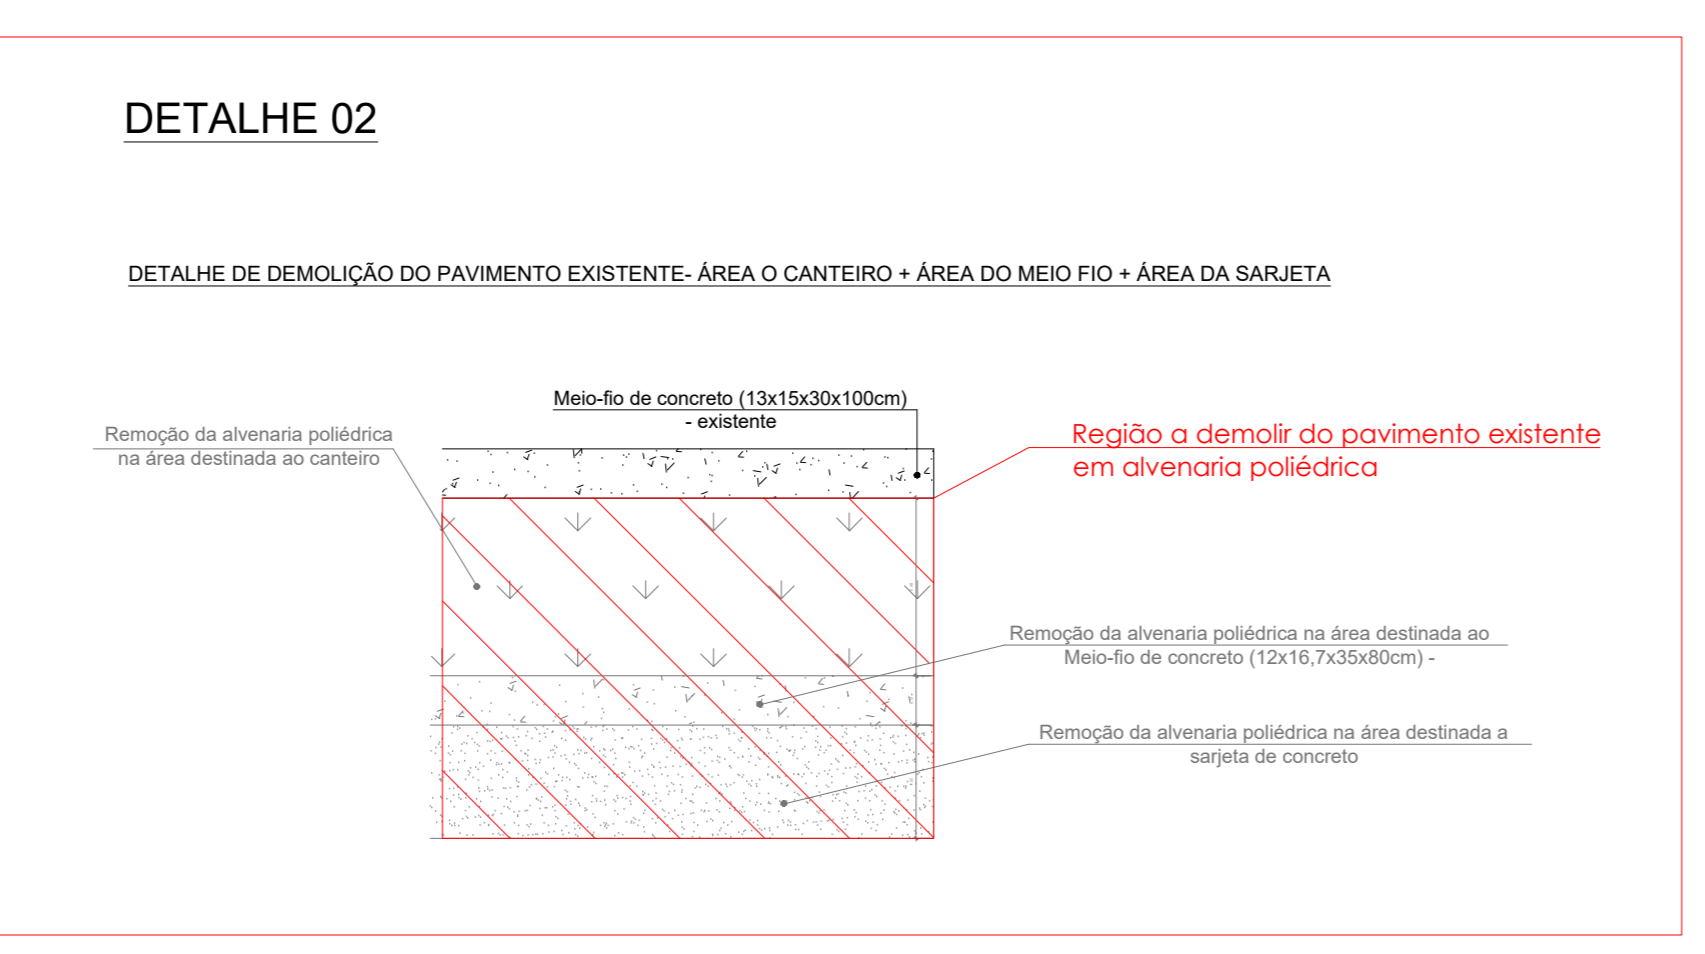 DETALHE 02
DETALHE DE DEMOLIÇÃO DO PAVIMENTO EXISTENTE- ÁREA O CANTEIRO + ÁREA DO MEIO FIO + ÁREA DA SARJETA
Meio-fio de concreto (13x15x30x100cm)
- existente
Remoção da alvenaria poliédrica
na área destinada ao canteiro
Região a demolir do pavimento existente
em alvenaria poliédrica
Remoção da alvenaria poliédrica na área destinada ao
Meio-fio de concreto (12x16,7x35x80cm) -
Remoção da alvenaria poliédrica na área destinada a
sarjeta de concreto